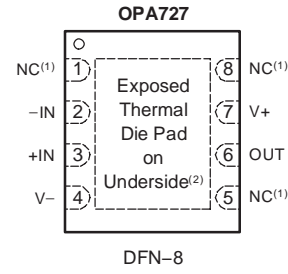 OPA727
NC(1) 1 8 NC(1)
−IN 2 7 V+
+IN 3 6 OUT
V− 4 5 NC(1)
Exposed
Thermal
Die Pad
on
Underside(2)
DFN−8